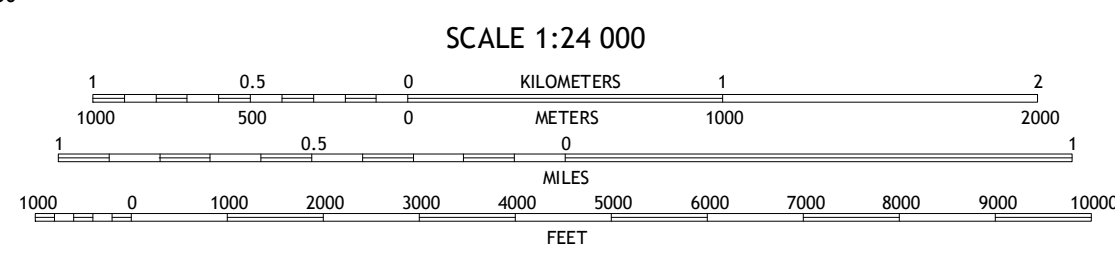 SCALE 1:24 000
1 0.5 0 KILOMETERS 1 2
1000 500 0 METERS 1000 2000
1 0.5 0 1
MILES
1000 0 1000 2000 3000 4000 5000 6000 7000 8000 9000 10000
FEET